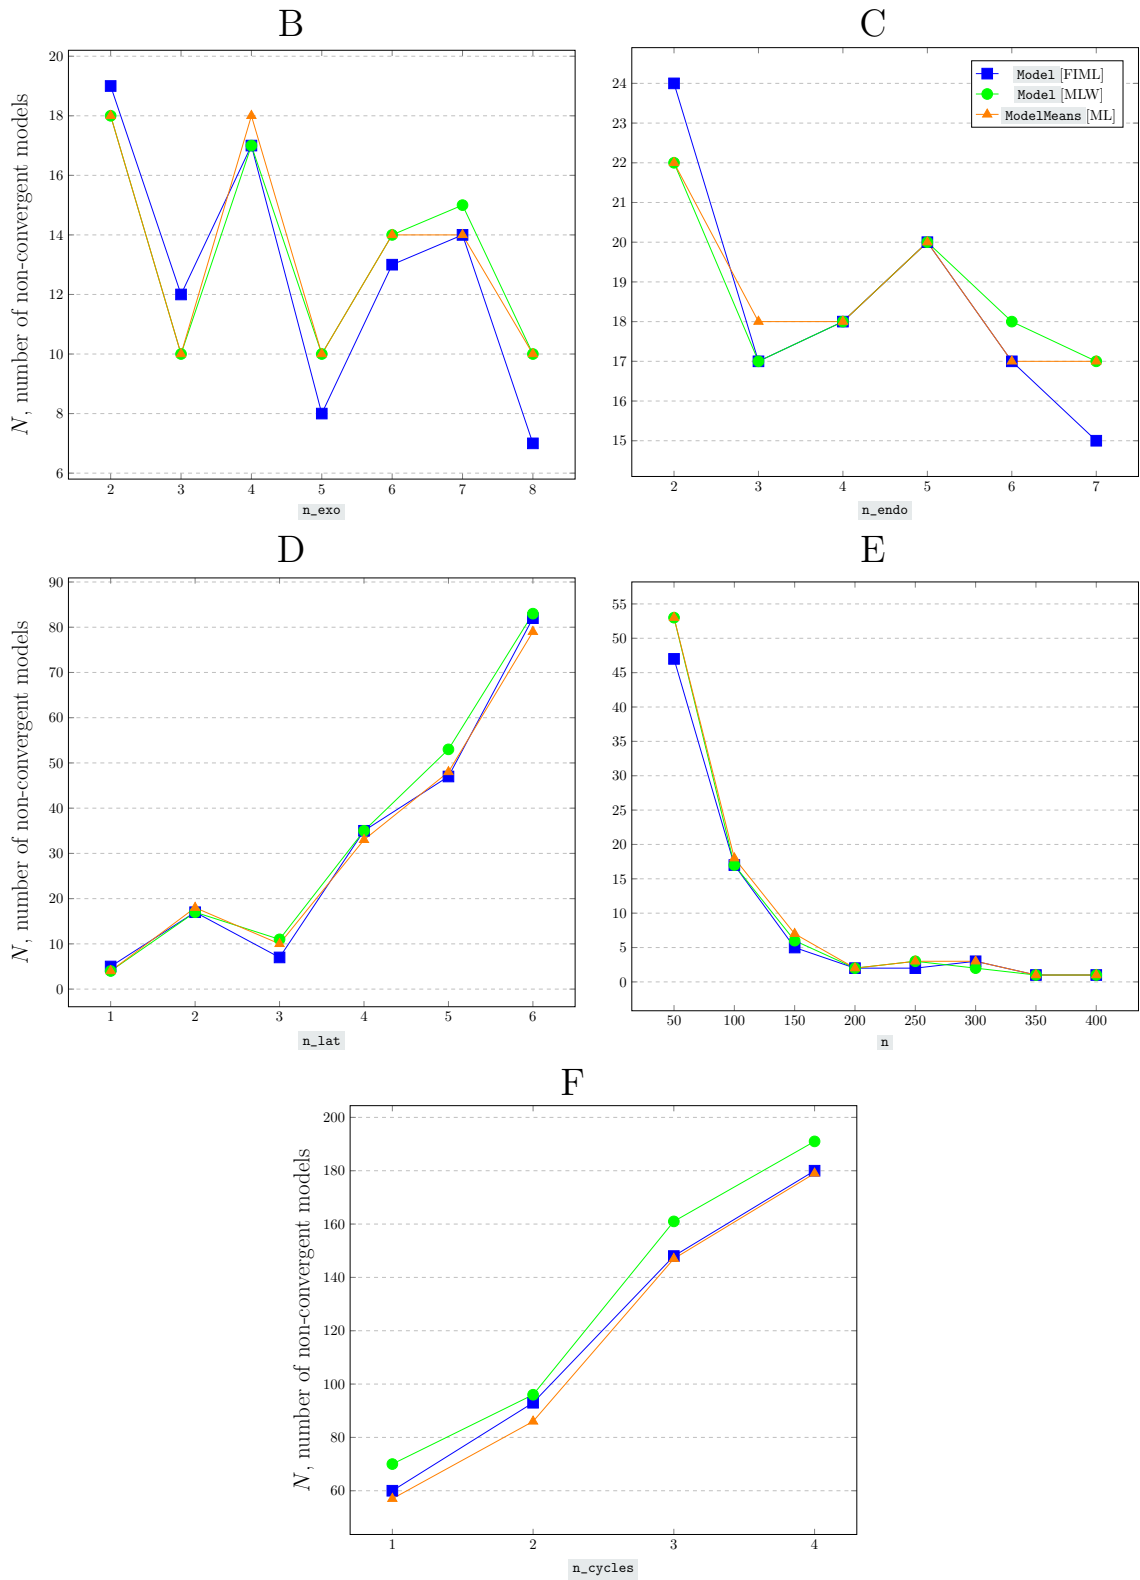 B
N, number of non-convergent models
20
18
16
14
12
10
8
6
2 3 4 5 6 7 8
n_exo
C
Model [FIML]
Model [MLW]
ModelMeans [ML]
24
23
22
21
20
19
18
17
16
15
2 3 4 5 6 7
n_endo
D
N, number of non-convergent models
90
80
70
60
50
40
30
20
10
0
1 2 3 4 5 6
n_lat
E
55
50
45
40
35
30
25
20
15
10
5
0
50 100 150 200 250 300 350 400
n
F
N, number of non-convergent models
200
180
160
140
120
100
80
60
1 2 3 4
n_cycles